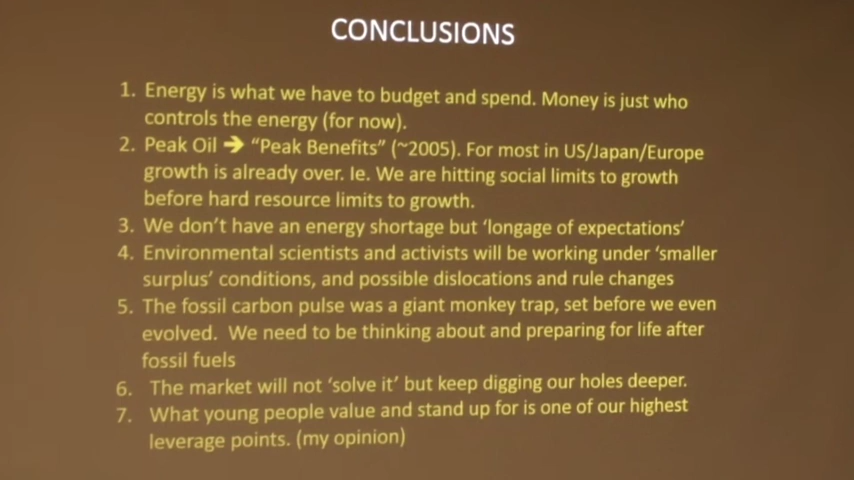 CONCLUSIONS
1. Energy is what we have to budget and spend. Money is just who
controls the energy (for now).
2. Peak Oil ➔ “Peak Benefits” (~2005). For most in US/Japan/Europe
growth is already over. Ie. We are hitting social limits to growth
before hard resource limits to growth.
3. We don’t have an energy shortage but ‘longage of expectations’
4. Environmental scientists and activists will be working under ‘smaller
surplus’ conditions, and possible dislocations and rule changes
5. The fossil carbon pulse was a giant monkey trap, set before we even
evolved.  We need to be thinking about and preparing for life after
fossil fuels
6. The market will not ‘solve it’ but keep digging our holes deeper.
7. What young people value and stand up for is one of our highest
leverage points. (my opinion)